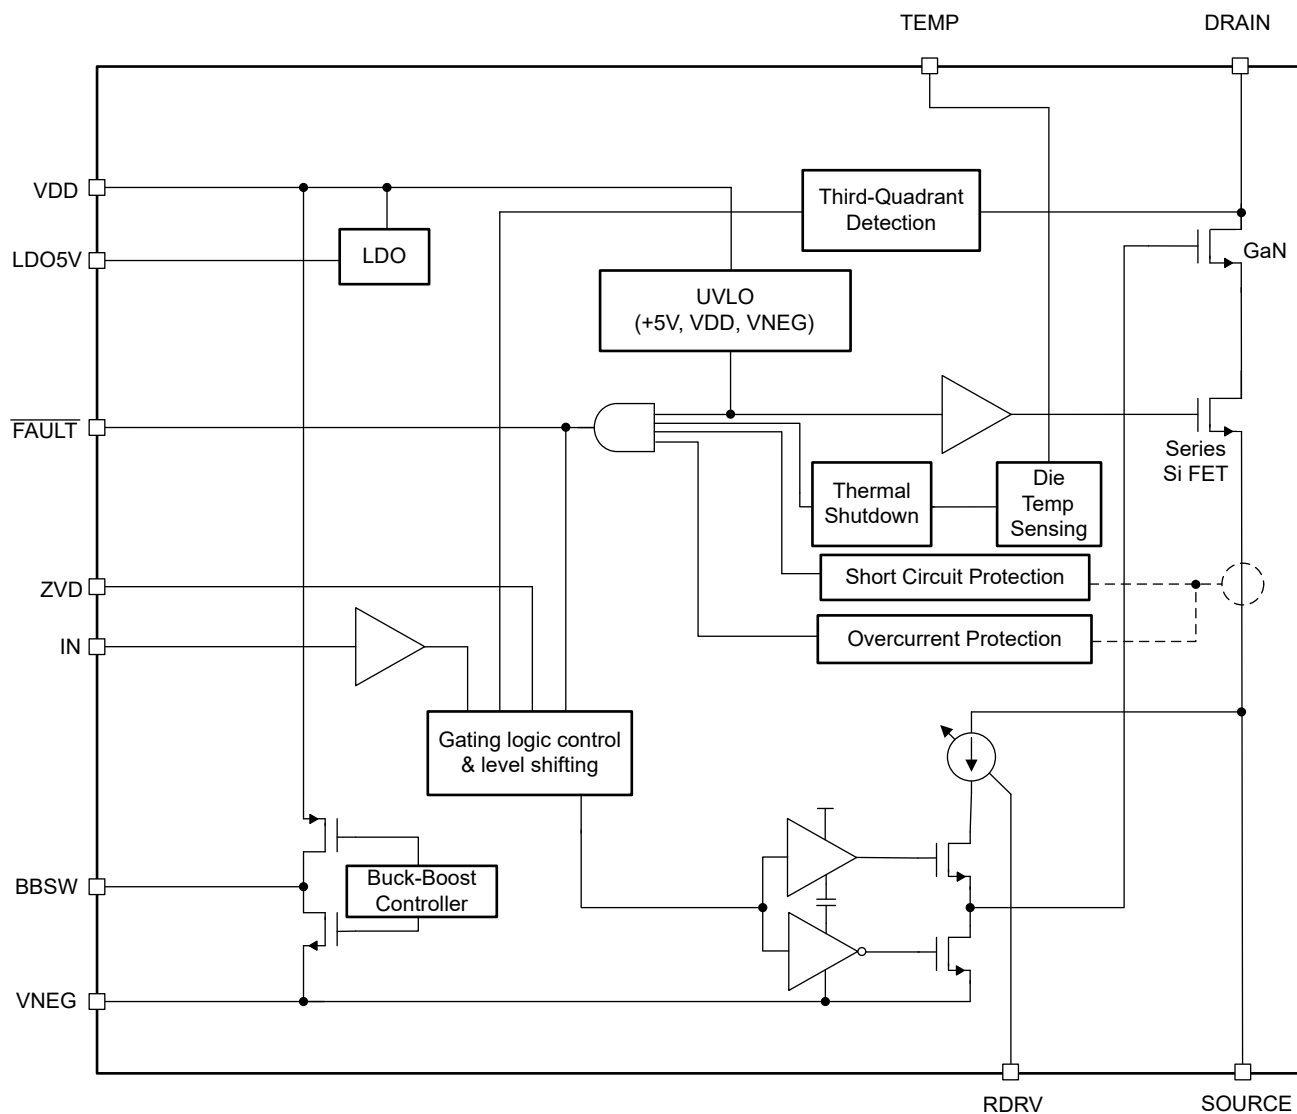 TEMP
DRAIN
VDD
Third-Quadrant
Detection
LDO5V
LDO
GaN
UVLO
(+5V, VDD, VNEG)
FAULT
Series
Si FET
Thermal
Shutdown
Die
Temp
Sensing
Short Circuit Protection
ZVD
Overcurrent Protection
IN
Gating logic control
& level shifting
BBSW
Buck-Boost
Controller
VNEG
RDRV
SOURCE